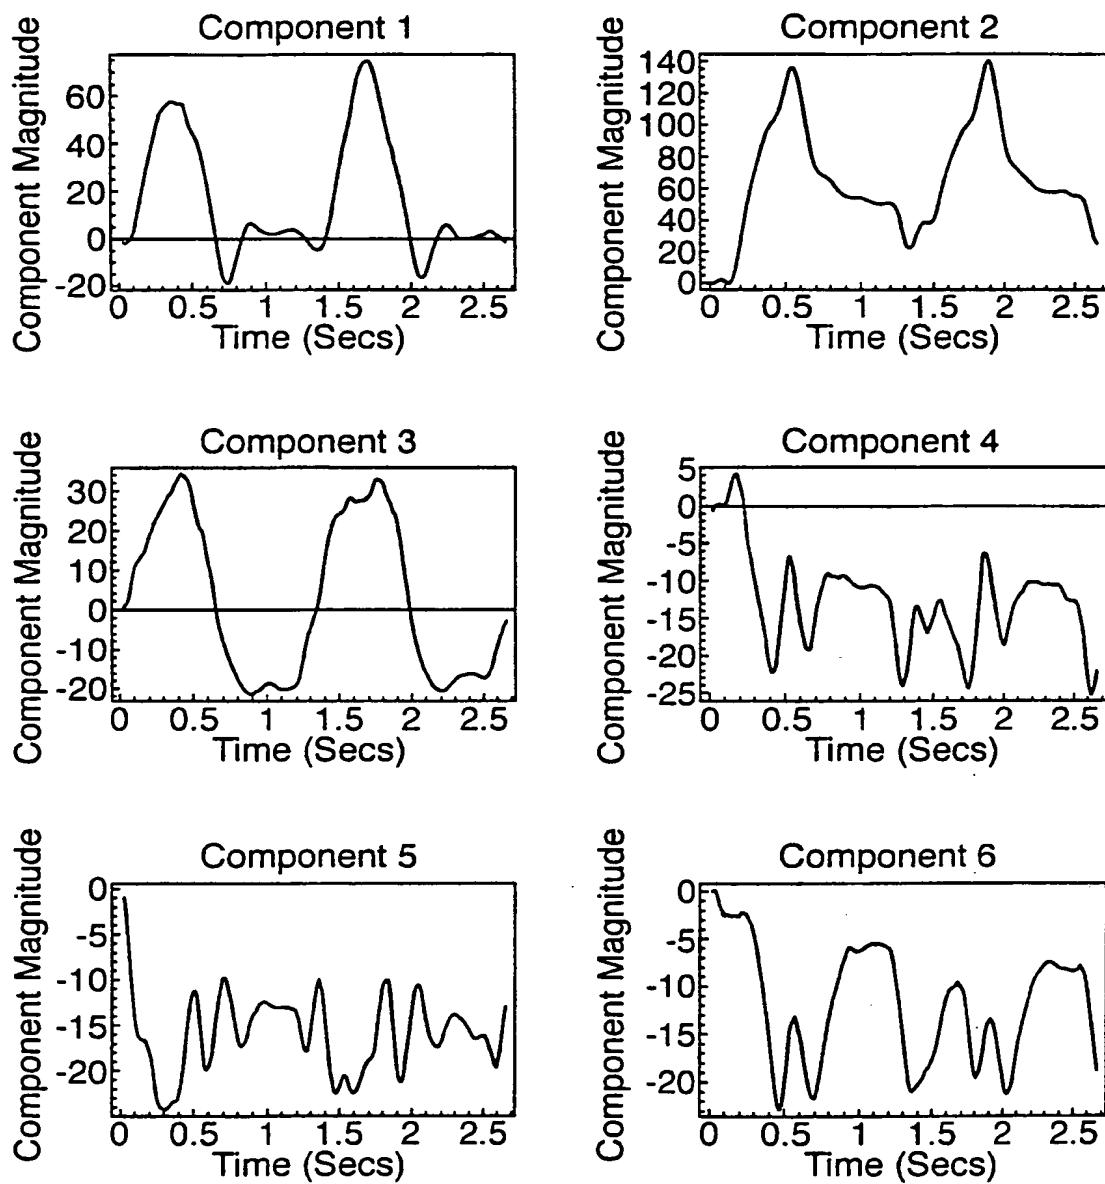 Component 1
Component Magnitude
60
40
20
0
-20
0 0.5 1 1.5 2 2.5
Time (Secs)
Component 2
Component Magnitude
140
120
100
80
60
40
20
0
0 0.5 1 1.5 2 2.5
Time (Secs)
Component 3
Component Magnitude
30
20
10
0
-10
-20
0 0.5 1 1.5 2 2.5
Time (Secs)
Component 4
Component Magnitude
5
0
-5
-10
-15
-20
-25
0 0.5 1 1.5 2 2.5
Time (Secs)
Component 5
Component Magnitude
0
-5
-10
-15
-20
0 0.5 1 1.5 2 2.5
Time (Secs)
Component 6
Component Magnitude
0
-5
-10
-15
-20
0 0.5 1 1.5 2 2.5
Time (Secs)